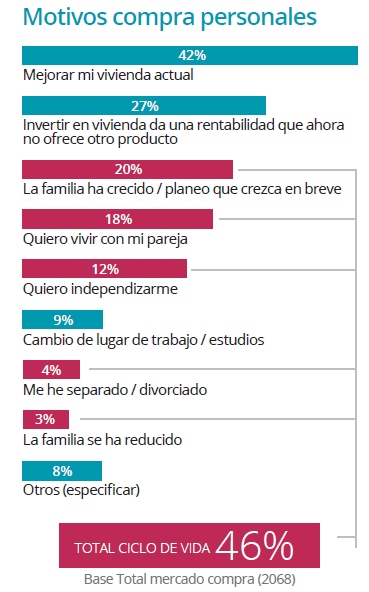 Motivos compra personales
42%
Mejorar mi vivienda actual
27%
Invertir en vivienda da una rentabilidad que ahora
no ofrece otro producto
20%
La familia ha crecido / planeo que crezca en breve
18%
Quiero vivir con mi pareja
12%
Quiero independizarme
9%
Cambio de lugar de trabajo / estudios
4%
Me he separado / divorciado
3%
La familia se ha reducido
8%
Otros (especificar)
TOTAL CICLO DE VIDA 46%
Base Total mercado compra (2068)